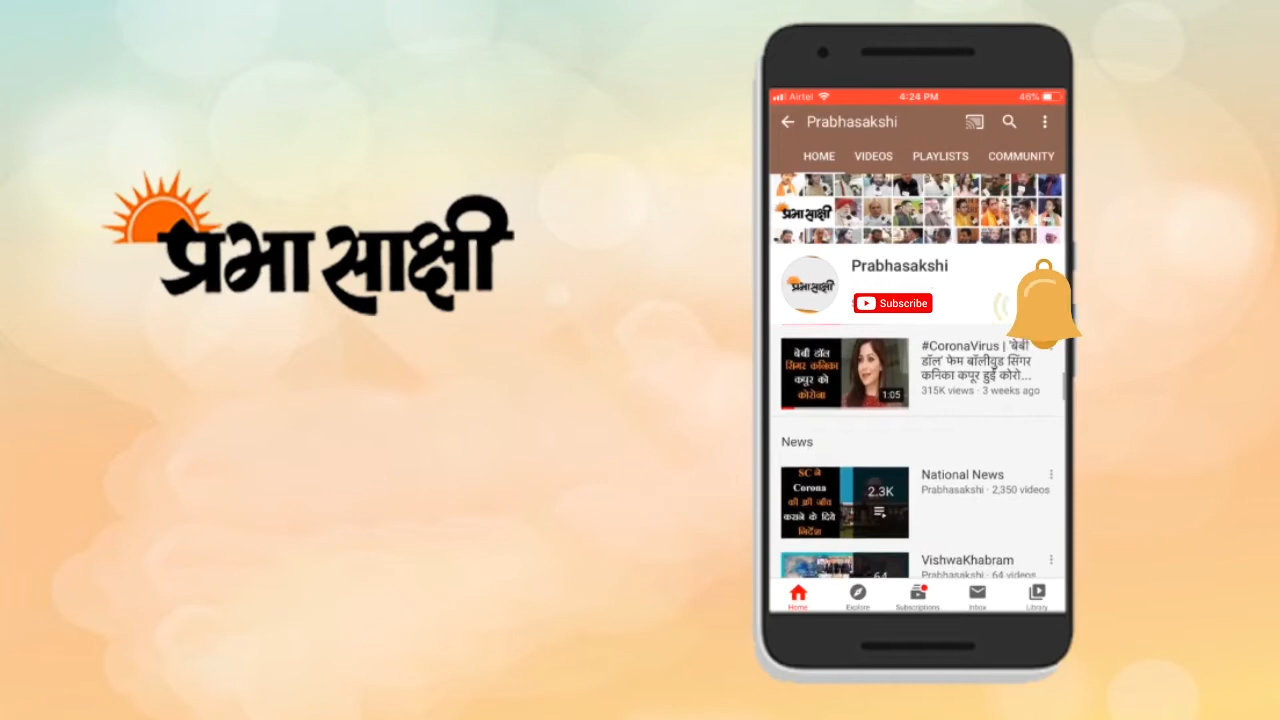 प्रभासाक्षी
Airtel 4:24 PM 46%
Prabhasakshi
HOME VIDEOS PLAYLISTS COMMUNITY
प्रभासाक्षी
Prabhasakshi
प्रभासाक्षी
Subscribe
बेबी डॉल
सिंगर कनिका
कपूर को
कोरोना
1:05
#CoronaVirus | 'बेबी
डॉल' फेम बॉलीवुड सिंगर
कनिका कपूर हुईं कोरो...
315K views · 3 weeks ago
News
SC ने
Corona
की फ्री जाँच
कराने के दिये
निर्देश
2.3K
National News
Prabhasakshi · 2,350 videos
64
VishwaKhabram
Prabhasakshi · 64 videos
Home Explore Subscriptions Inbox Library